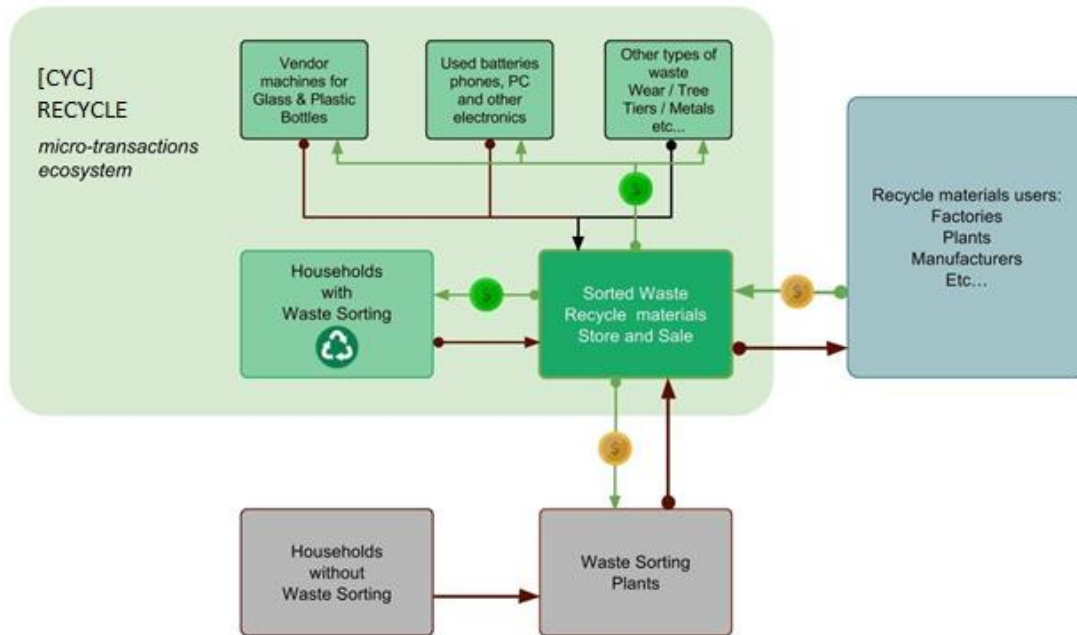 [CYC]
RECYCLE
micro-transactions
ecosystem
Vendor
machines for
Glass & Plastic
Bottles
Used batteries
phones, PC
and other
electronics
Other types of
waste
Wear / Tree
Tiers / Metals
etc...
$
Recycle materials users:
Factories
Plants
Manufacturers
Etc...
Households
with
Waste Sorting
$
Sorted Waste
Recycle materials
Store and Sale
$
$
Households
without
Waste Sorting
Waste Sorting
Plants